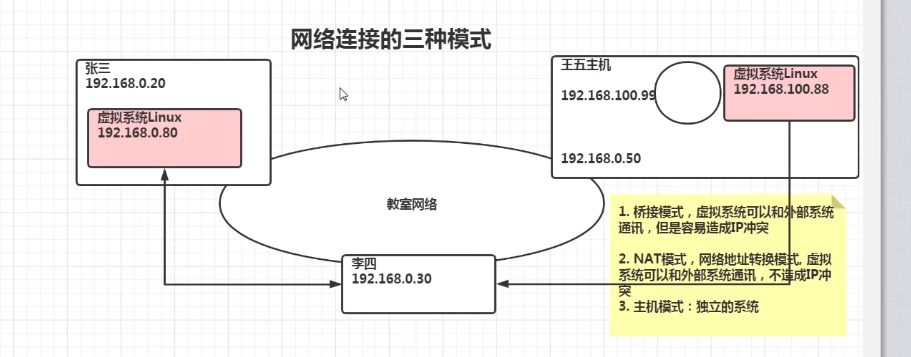 网络连接的三种模式
张三
192.168.0.20
虚拟系统Linux
192.168.0.80
王五主机
192.168.100.99
虚拟系统Linux
192.168.100.88
192.168.0.50
教室网络
李四
192.168.0.30
1. 桥接模式，虚拟系统可以和外部系统
通讯，但是容易造成IP冲突
2. NAT模式，网络地址转换模式, 虚拟
系统可以和外部系统通讯，不造成IP冲
突
3. 主机模式：独立的系统